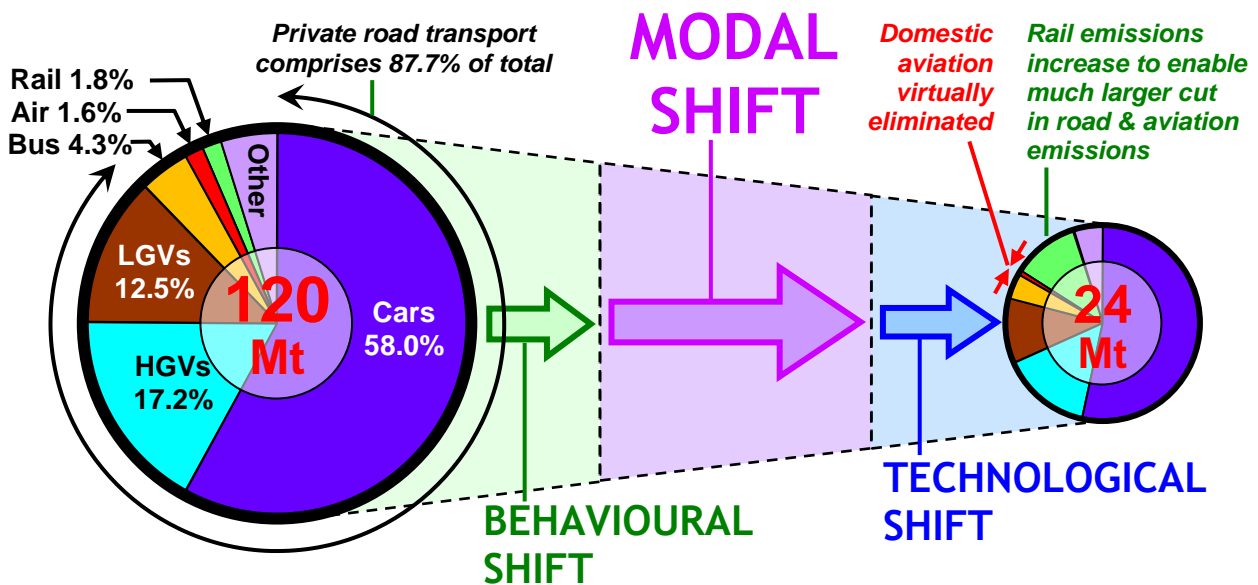 Private road transport
comprises 87.7% of total
MODAL
SHIFT
Domestic
aviation
virtually
eliminated
Rail emissions
increase to enable
much larger cut
in road & aviation
emissions
Rail 1.8%
Air 1.6%
Bus 4.3%
Other
LGVs
12.5%
HGVs
17.2%
120
Mt
Cars
58.0%
24
Mt
BEHAVIOURAL
SHIFT
TECHNOLOGICAL
SHIFT